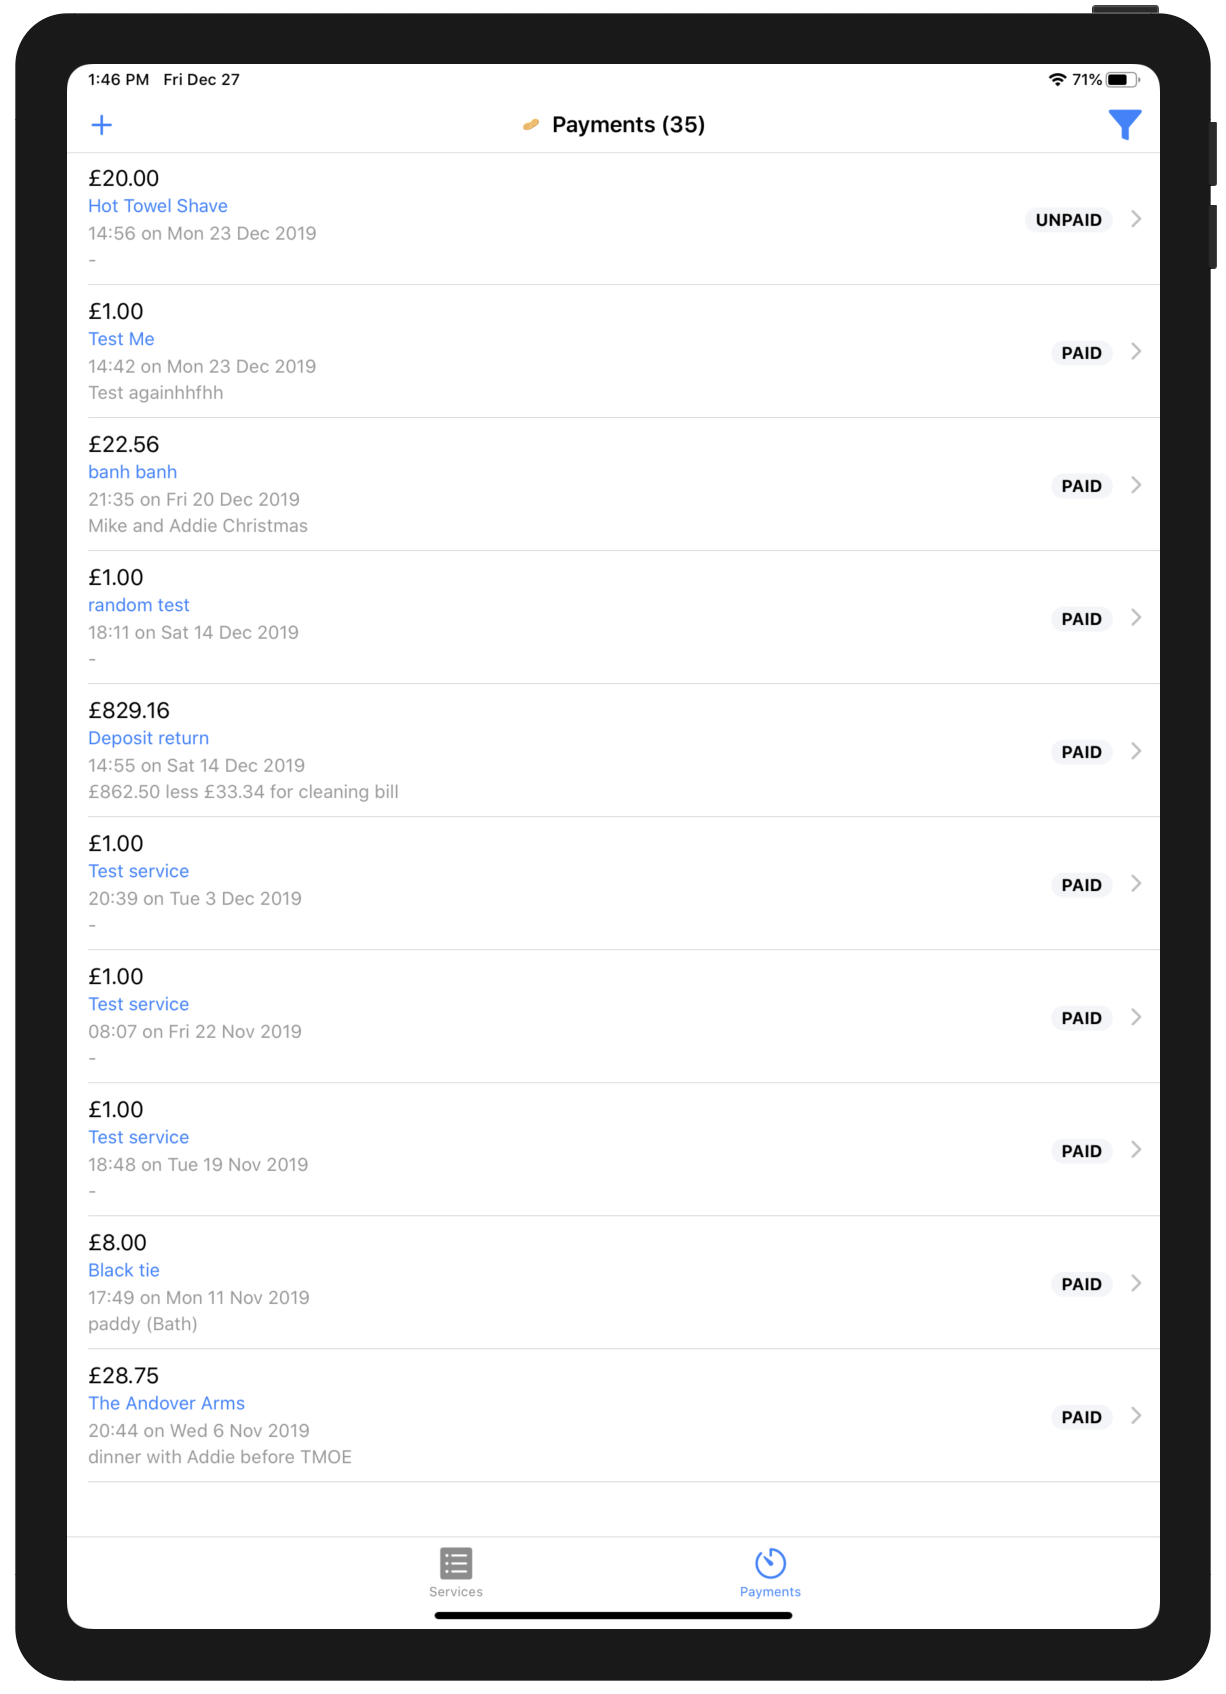 1:46 PM Fri Dec 27
71%
Payments (35)
£20.00
Hot Towel Shave
14:56 on Mon 23 Dec 2019
-
UNPAID
£1.00
Test Me
14:42 on Mon 23 Dec 2019
Test againhhfhh
PAID
£22.56
banh banh
21:35 on Fri 20 Dec 2019
Mike and Addie Christmas
PAID
£1.00
random test
18:11 on Sat 14 Dec 2019
-
PAID
£829.16
Deposit return
14:55 on Sat 14 Dec 2019
£862.50 less £33.34 for cleaning bill
PAID
£1.00
Test service
20:39 on Tue 3 Dec 2019
-
PAID
£1.00
Test service
08:07 on Fri 22 Nov 2019
-
PAID
£1.00
Test service
18:48 on Tue 19 Nov 2019
-
PAID
£8.00
Black tie
17:49 on Mon 11 Nov 2019
paddy (Bath)
PAID
£28.75
The Andover Arms
20:44 on Wed 6 Nov 2019
dinner with Addie before TMOE
PAID
Services
Payments